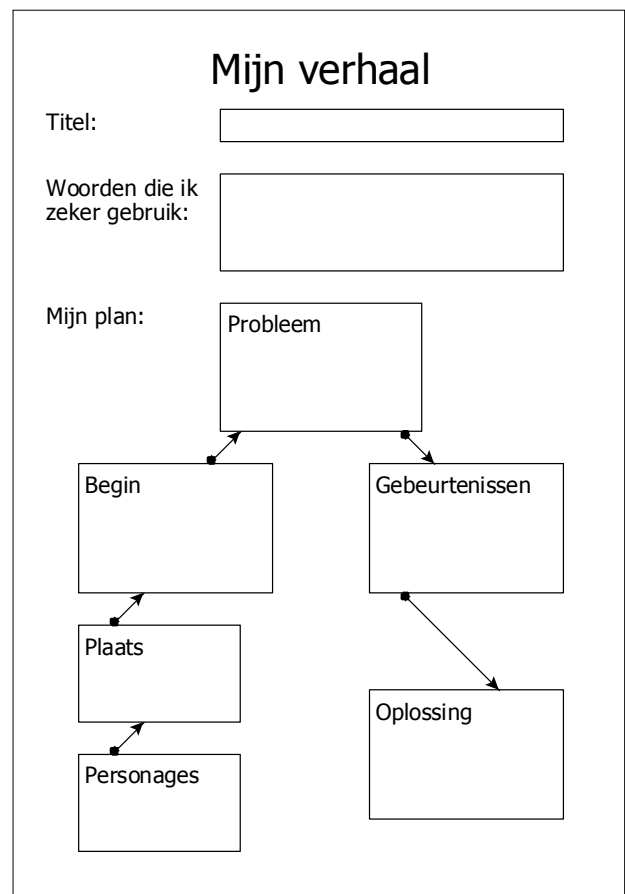 Mijn verhaal
Titel:
Woorden die ik
zeker gebruik:
Mijn plan:
Probleem
Begin
Gebeurtenissen
Plaats
Oplossing
Personages